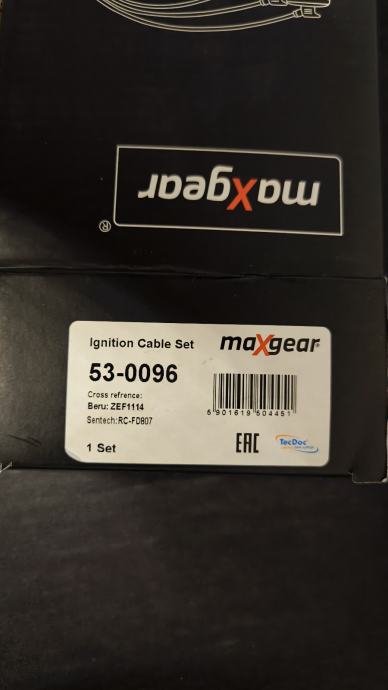 maxgear
®
Ignition Cable Set
maxgear®
53-0096
Cross refrence:
Beru: ZEF1114
Sentech: RC-FD807
5 901619 504451
1 Set
EAC
TecDoc